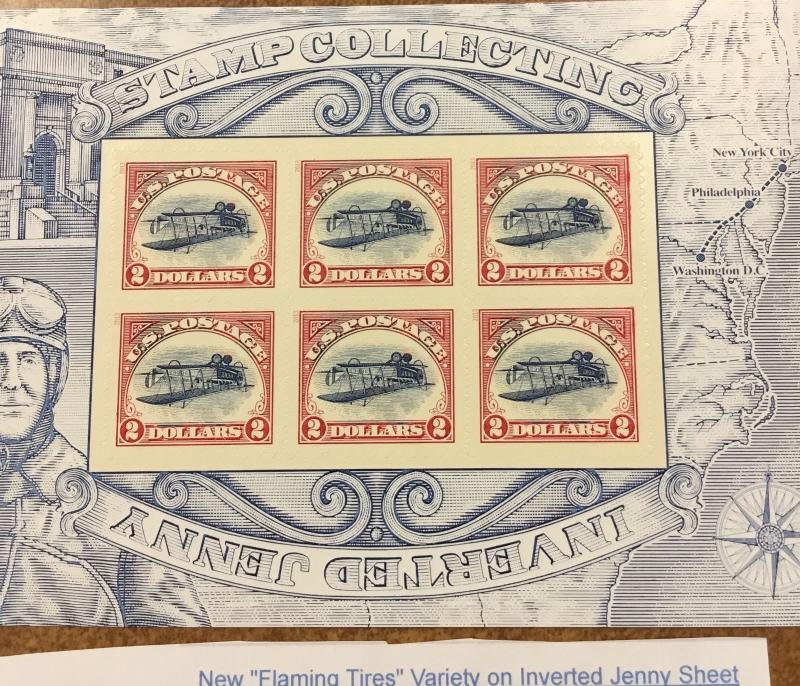 STAMP COLLECTING
New York City
Philadelphia
Washington D.C
U.S. POSTAGE
2 DOLLARS 2
U.S. POSTAGE
2 DOLLARS 2
U.S. POSTAGE
2 DOLLARS 2
U.S. POSTAGE
2 DOLLARS 2
U.S. POSTAGE
2 DOLLARS 2
U.S. POSTAGE
2 DOLLARS 2
INVERTED JENNY
New "Flaming Tires" Variety on Inverted Jenny Sheet